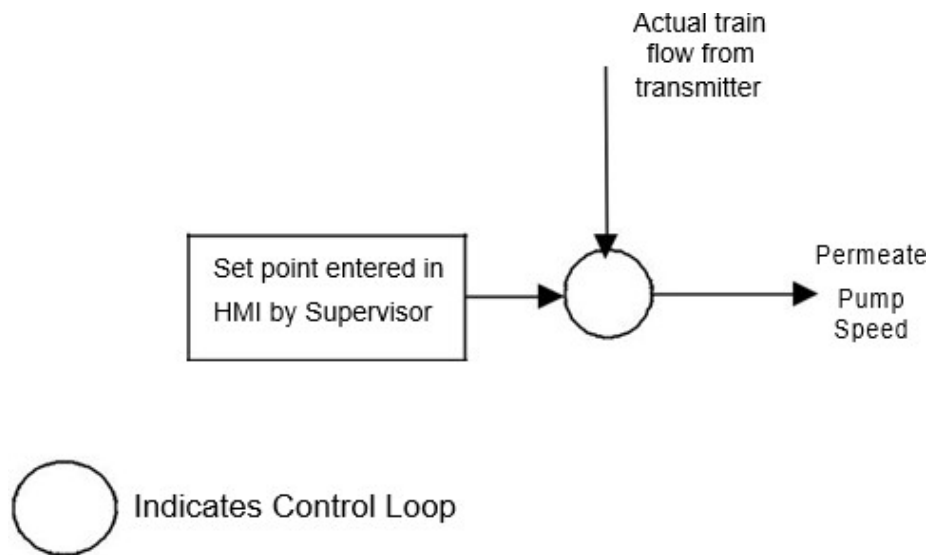 Actual train
flow from
transmitter
Set point entered in
HMI by Supervisor
Permeate
Pump
Speed
Indicates Control Loop